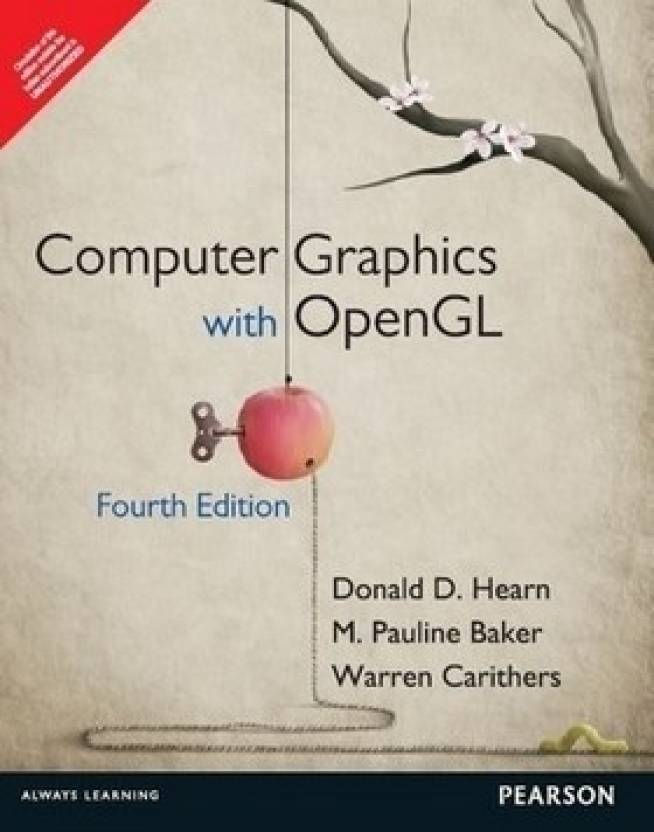 Computer Graphics
with OpenGL
Fourth Edition
Donald D. Hearn
M. Pauline Baker
Warren Carithers
ALWAYS LEARNING
PEARSON